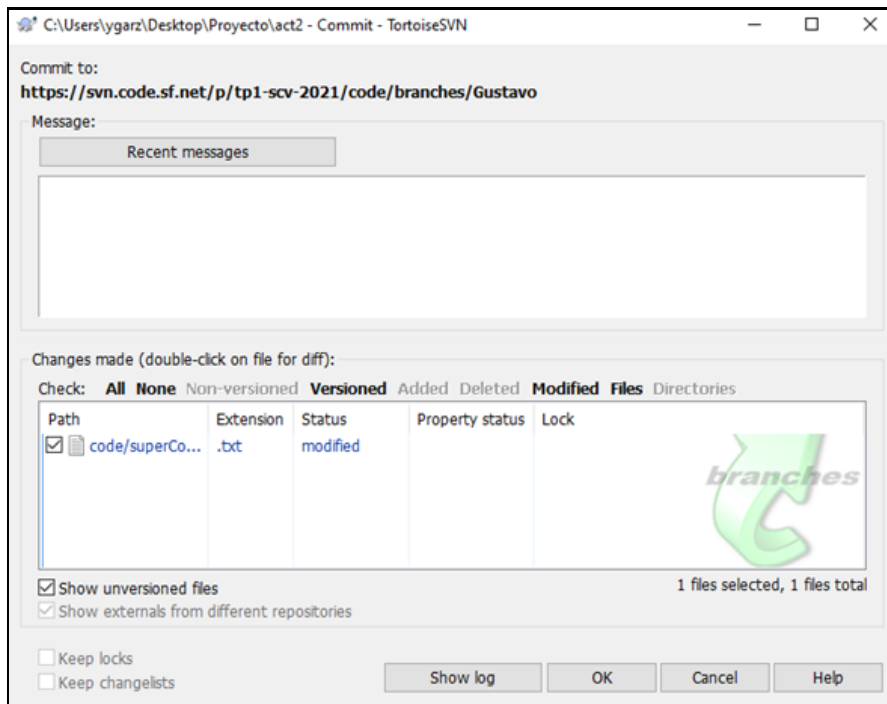 C:\Users\ygarz\Desktop\Proyecto\act2 - Commit - TortoiseSVN
Commit to:
https://svn.code.sf.net/p/tp1-scv-2021/code/branches/Gustavo
Message:
Recent messages
Changes made (double-click on file for diff):
Check: All None Non-versioned Versioned Added Deleted Modified Files Directories
Path Extension Status Property status Lock
code/superCo... .txt modified
branches
Show unversioned files
1 files selected, 1 files total
Show externals from different repositories
Keep locks
Keep changelists
Show log OK Cancel Help